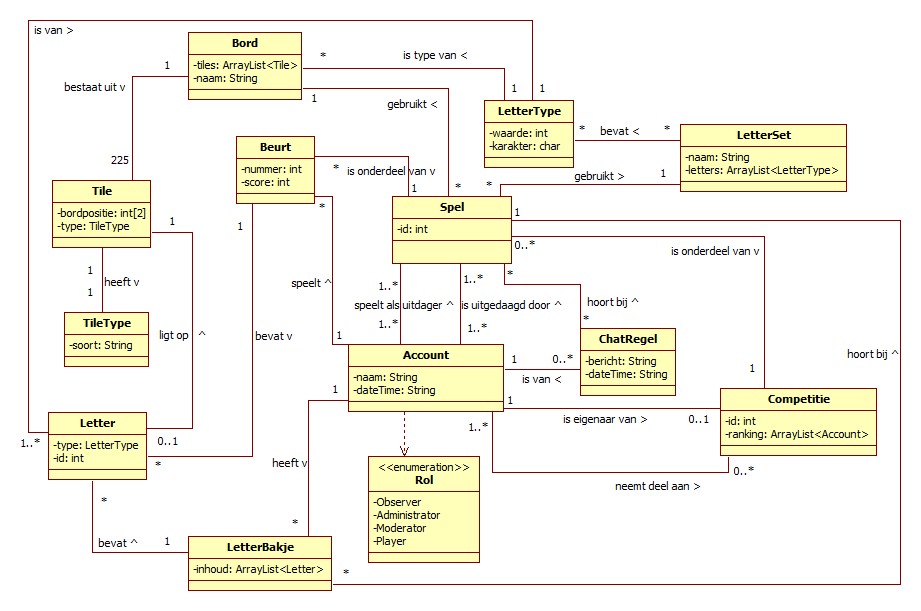 is van >
Bord
-tiles: ArrayList<Tile>
-naam: String
*
is type van <
1
bestaat uit v
1
gebruikt <
1
1
LetterType
-waarde: int
-karakter: char
*
bevat <
*
LetterSet
-naam: String
-letters: ArrayList<LetterType>
225
Beurt
-nummer: int
-score: int
*
is onderdeel van v
1
*
*
gebruikt >
1
Tile
-bordpositie: int[2]
-type: TileType
1
1
*
Spel
-id: int
1
0..*
is onderdeel van v
1
heeft v
1
TileType
-soort: String
ligt op ^
bevat v
speelt ^
1..*
speelt als uitdager ^
1..*
1..*
is uitgedaagd door ^
1..*
*
hoort bij ^
*
ChatRegel
-bericht: String
-dateTime: String
hoort bij ^
1
Account
-naam: String
-dateTime: String
1
0..*
is van <
1
1
1
is eigenaar van >
0..1
Competitie
-id: int
-ranking: ArrayList<Account>
Letter
-type: LetterType
-id: int
1..*
0..1
*
1..*
0..*
neemt deel aan >
heeft v
<<enumeration>>
Rol
-Observer
-Administrator
-Moderator
-Player
*
bevat ^
1
*
LetterBakje
-inhoud: ArrayList<Letter>
*